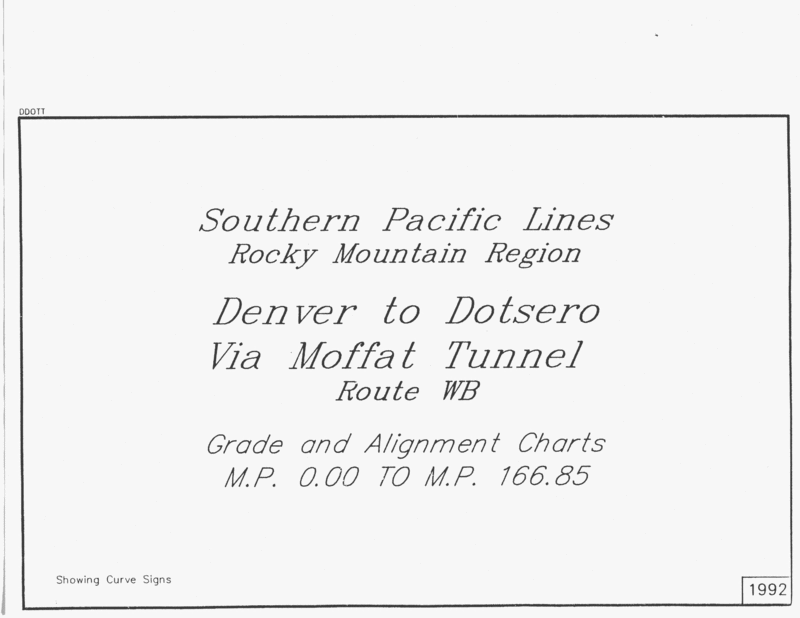 DDOTT
Southern Pacific Lines
Rocky Mountain Region
Denver to Dotsero
Via Moffat Tunnel
Route WB
Grade and Alignment Charts
M.P. 0.00 TO M.P. 166.85
Showing Curve Signs
1992